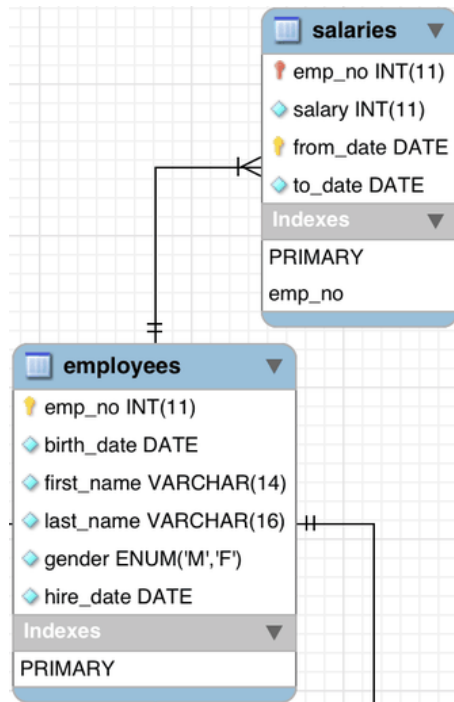 salaries
emp_no INT(11)
salary INT(11)
from_date DATE
to_date DATE
Indexes
PRIMARY
emp_no
employees
emp_no INT(11)
birth_date DATE
first_name VARCHAR(14)
last_name VARCHAR(16)
gender ENUM('M','F')
hire_date DATE
Indexes
PRIMARY